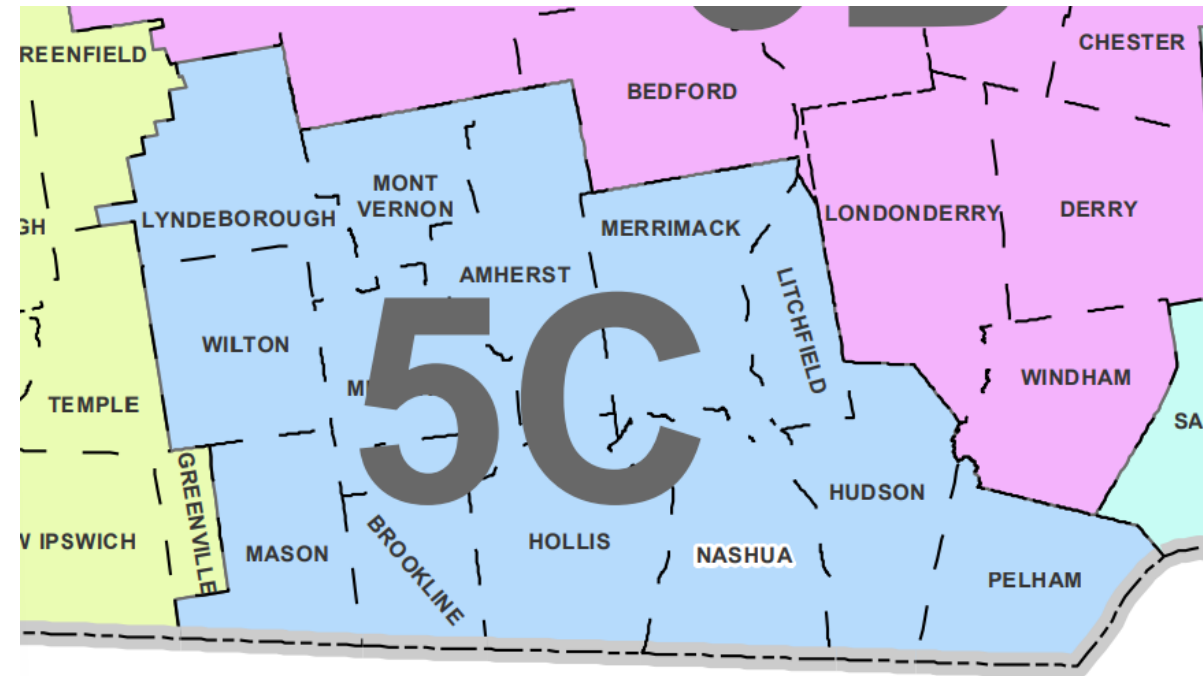 REENFIELD
CHESTER
BEDFORD
MONT
VERNON
LYNDEBOROUGH
MERRIMACK
LONDONDERRY
DERRY
GH
AMHERST
LITCHFIELD
WILTON
5C
WINDHAM
TEMPLE
SA
GREENVILLE
HUDSON
W IPSWICH
MASON
BROOKLINE
HOLLIS
NASHUA
PELHAM